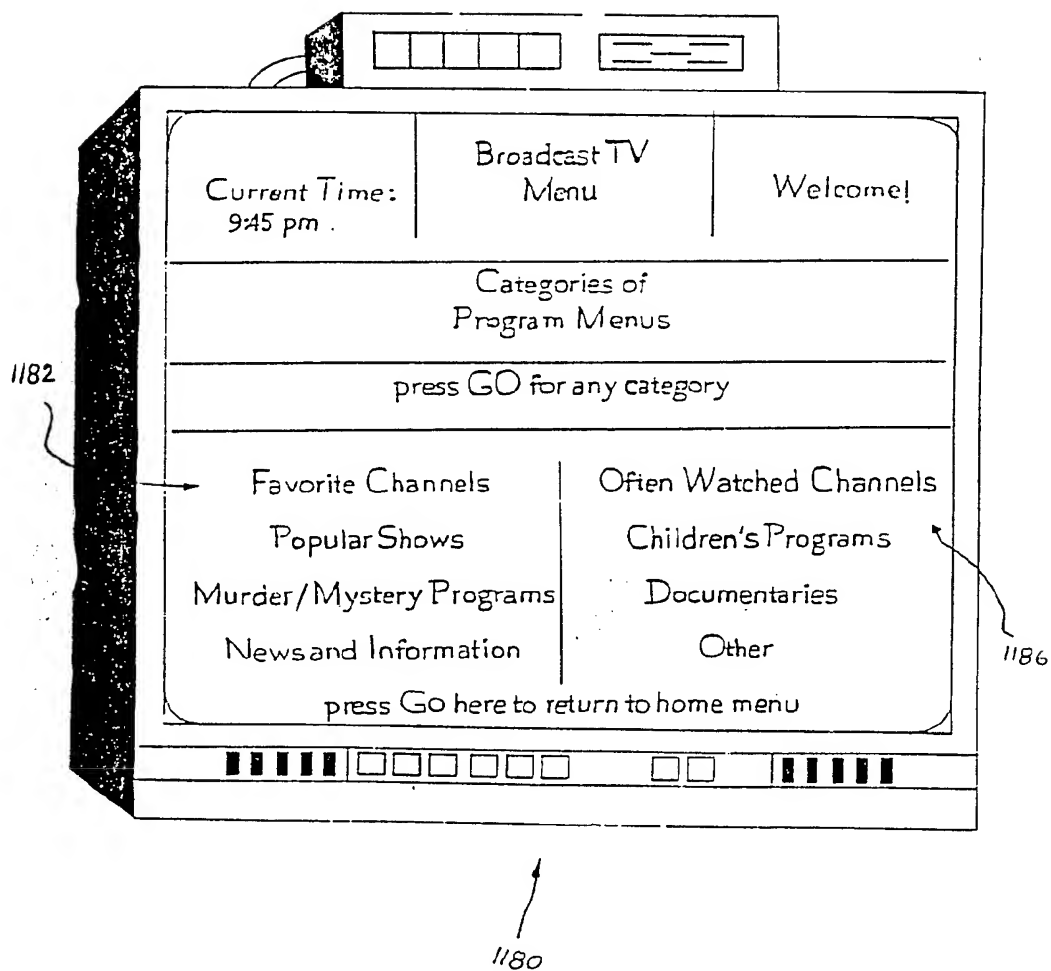 Broadcast TV
Menu
Current Time:
9:45 pm .
Welcome!
Categories of
Program Menus
press GO for any category
Favorite Channels
Often Watched Channels
Popular Shows
Children's Programs
Murder/Mystery Programs
Documentaries
News and Information
Other
press Go here to return to home menu
1182
1186
1180